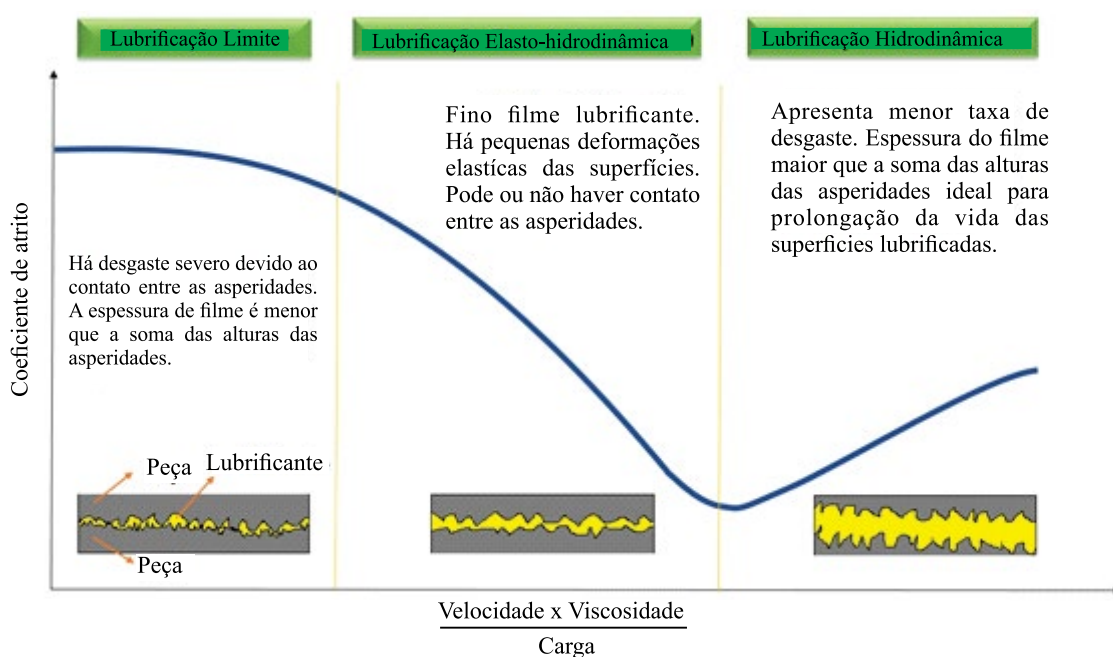 Lubrificação Limite
Lubrificação Elasto-hidrodinâmica
Lubrificação Hidrodinâmica
Coeficiente de atrito
Há desgaste severo devido ao
contato entre as asperidades.
A espessura de filme é menor
que a soma das alturas das
asperidades.
Fino filme lubrificante.
Há pequenas deformações
elastícas das superfícies.
Pode ou não haver contato
entre as asperidades.
Apresenta menor taxa de
desgaste. Espessura do filme
maior que a soma das alturas
das asperidades ideal para
prolongação da vida das
superficies lubrificadas.
Peça
Lubrificante
Peça
Velocidade x Viscosidade
Carga